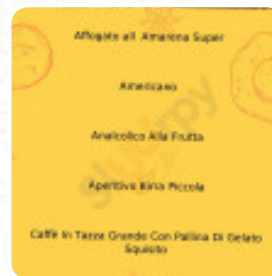 Affogato all Amarena Super
Americano
Analcolico Alla Frutta
Aperitivo Birra Piccola
Caffè In Tazza Grande Con Pallina Di Gelato
Squisito
sluurpy